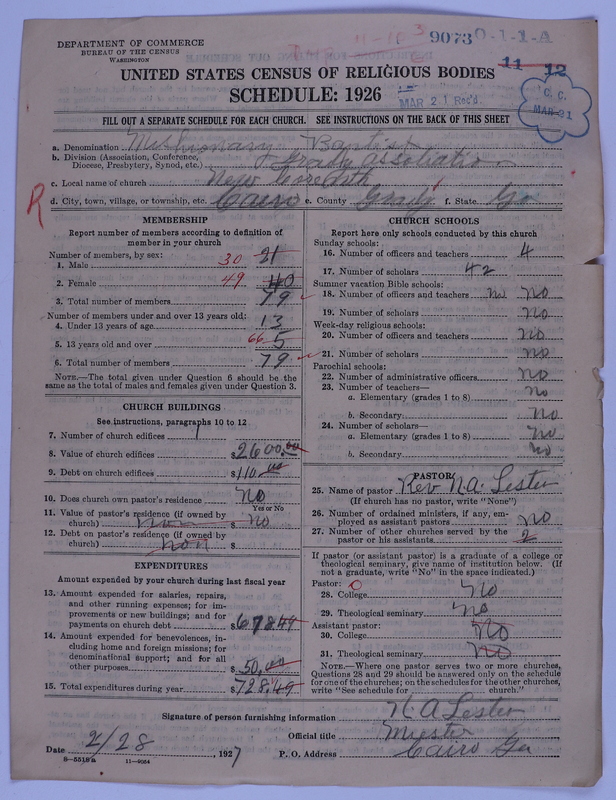 DEPARTMENT OF COMMERCE
BUREAU OF THE CENSUS
WASHINGTON
9073 0-1-1-A
11 12
UNITED STATES CENSUS OF RELIGIOUS BODIES
SCHEDULE: 1926
MAR 21 Rec'd.
C. C.
MAR 31
FILL OUT A SEPARATE SCHEDULE FOR EACH CHURCH. SEE INSTRUCTIONS ON THE BACK OF THIS SHEET
a. Denomination Missionary Baptist
b. Division (Association, Conference, Diocese, Presbytery, Synod, etc.) Grady association
c. Local name of church New
d. City, town, village, or township, etc. Cairo e. County Grady f. State Ga
R
MEMBERSHIP
Report number of members according to definition of
member in your church
Number of members, by sex:
1. Male 30 21
2. Female 49 40
3. Total number of members 79
Number of members under and over 13 years old:
4. Under 13 years of age 13
5. 13 years old and over 66 5
6. Total number of members 79
NOTE.—The total given under Question 6 should be the
same as the total of males and females given under Question 3.
CHURCH BUILDINGS
See instructions, paragraphs 10 to 12
7. Number of church edifices 1
8. Value of church edifices $2600.00
9. Debt on church edifices $110.00
10. Does church own pastor's residence No
Yes or No
11. Value of pastor's residence (if owned by
church) non $ No
12. Debt on pastor's residence (if owned by
church) non $
EXPENDITURES
Amount expended by your church during last fiscal year
13. Amount expended for salaries, repairs,
and other running expenses; for im-
provements or new buildings; and for
payments on church debt $678.49
14. Amount expended for benevolences, in-
cluding home and foreign missions; for
denominational support; and for all
other purposes $50.00
15. Total expenditures during year $728.49
CHURCH SCHOOLS
Report here only schools conducted by this church
Sunday schools:
16. Number of officers and teachers 4
17. Number of scholars 42
Summer vacation Bible schools:
18. Number of officers and teachers no No
19. Number of scholars No
Week-day religious schools:
20. Number of officers and teachers No
21. Number of scholars No
Parochial schools:
22. Number of administrative officers No
23. Number of teachers—
a. Elementary (grades 1 to 8) No
b. Secondary No
24. Number of scholars—
a. Elementary (grades 1 to 8) No
b. Secondary No
PASTOR
25. Name of pastor Rev. N.A. Lester
(If church has no pastor, write "None")
26. Number of ordained ministers, if any, em-
ployed as assistant pastors No
27. Number of other churches served by the
pastor or his assistants 2
If pastor (or assistant pastor) is a graduate of a college or
theological seminary, give name of institution below. (If
not a graduate, write "No" in the space indicated.)
Pastor: 0
28. College No
29. Theological seminary No
Assistant pastor:
30. College No
31. Theological seminary No
NOTE.—Where one pastor serves two or more churches,
Questions 28 and 29 should be answered only on the schedule
for one of the churches; on the schedules for the other churches,
write "See schedule for church."
Signature of person furnishing information N. A Lester
Official title
Date 2/28, 1927 P. O. Address Cairo Ga
8-5518a 11-9084